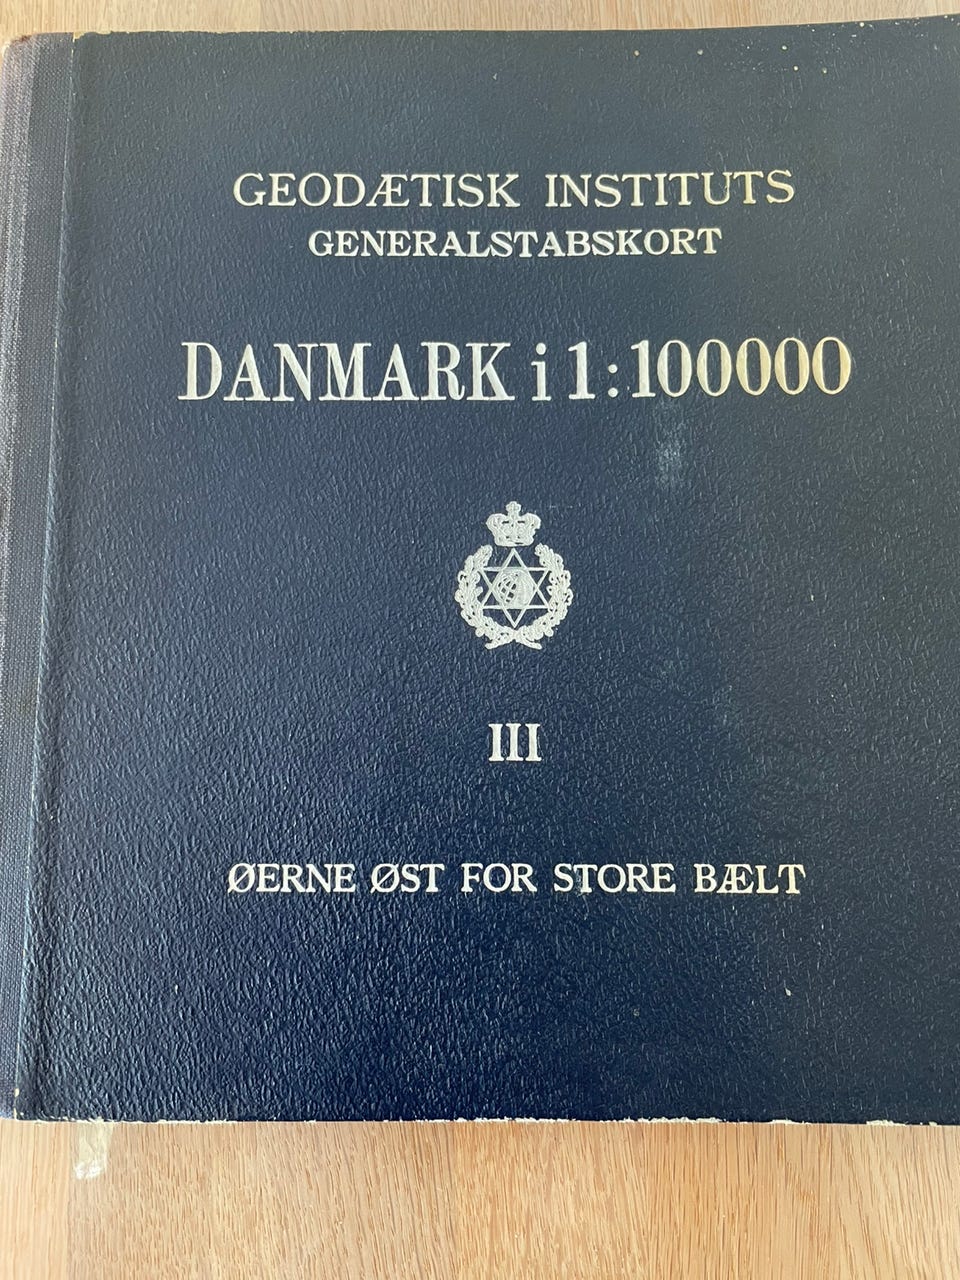 GEODÆTISK INSTITUTS
GENERALSTABSKORT
DANMARK i 1:100000
III
ØERNE ØST FOR STORE BÆLT